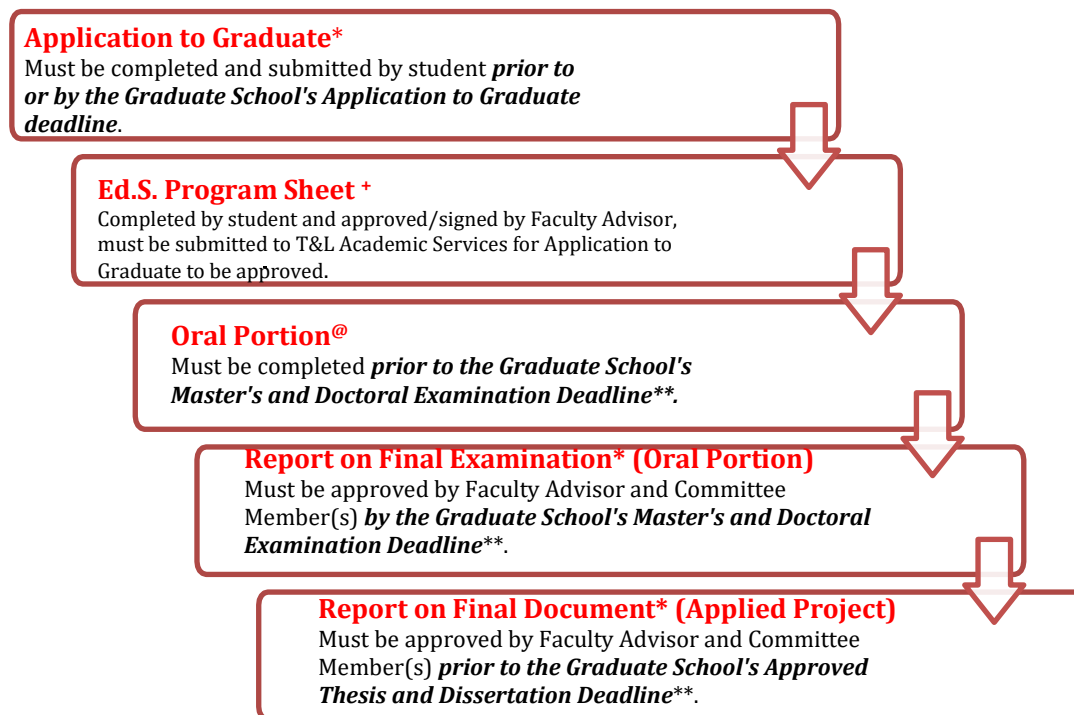 Application to Graduate*
Must be completed and submitted by student prior to
or by the Graduate School's Application to Graduate
deadline.
Ed.S. Program Sheet +
Completed by student and approved/signed by Faculty Advisor,
must be submitted to T&L Academic Services for Application to
Graduate to be approved.
Oral Portion@
Must be completed prior to the Graduate School's
Master's and Doctoral Examination Deadline**.
Report on Final Examination* (Oral Portion)
Must be approved by Faculty Advisor and Committee
Member(s) by the Graduate School's Master's and Doctoral
Examination Deadline**.
Report on Final Document* (Applied Project)
Must be approved by Faculty Advisor and Committee
Member(s) prior to the Graduate School's Approved
Thesis and Dissertation Deadline**.